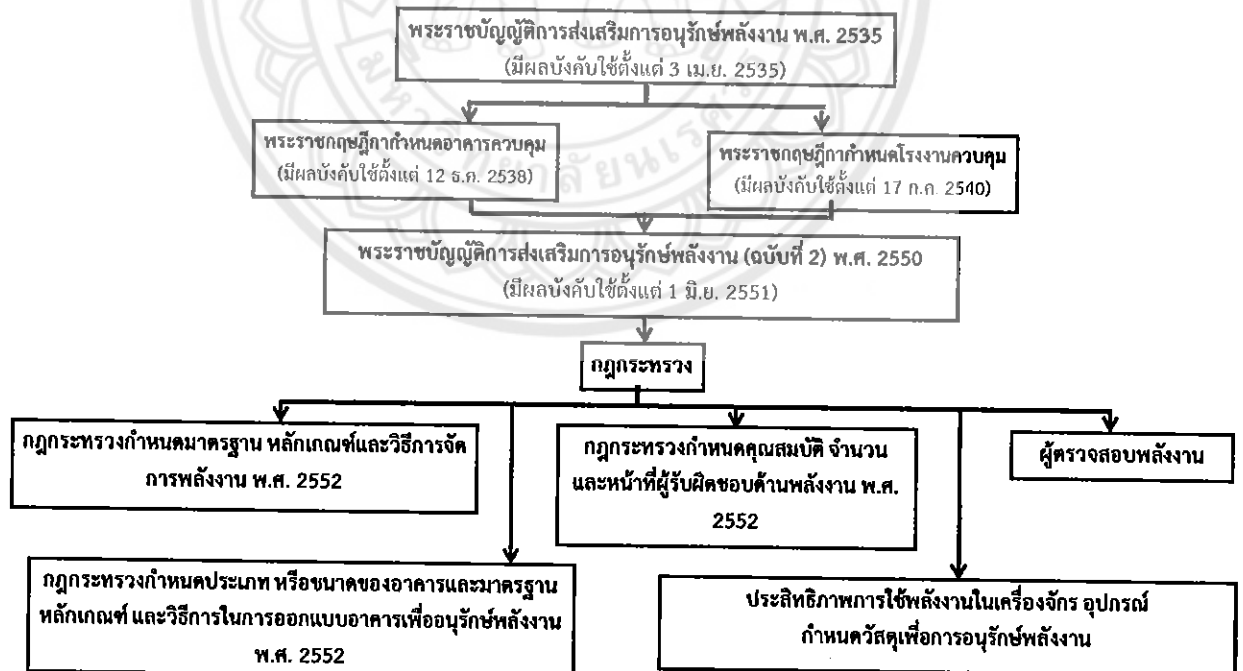 พระราชบัญญัติการส่งเสริมการอนุรักษ์พลังงาน พ.ศ. 2535
(มีผลบังคับใช้ตั้งแต่ 3 เม.ย. 2535)
พระราชกฤษฎีกากำหนดอาคารควบคุม
(มีผลบังคับใช้ตั้งแต่ 12 ธ.ค. 2538)
พระราชกฤษฎีกากำหนดโรงงานควบคุม
(มีผลบังคับใช้ตั้งแต่ 17 ก.ค. 2540)
พระราชบัญญัติการส่งเสริมการอนุรักษ์พลังงาน (ฉบับที่ 2) พ.ศ. 2550
(มีผลบังคับใช้ตั้งแต่ 1 มิ.ย. 2551)
กฎกระทรวง
กฎกระทรวงกำหนดมาตรฐาน หลักเกณฑ์และวิธีการจัด
การพลังงาน พ.ศ. 2552
กฎกระทรวงกำหนดคุณสมบัติ จำนวน
และหน้าที่ผู้รับผิดชอบด้านพลังงาน พ.ศ.
2552
ผู้ตรวจสอบพลังงาน
กฎกระทรวงกำหนดประเภท หรือขนาดของอาคารและมาตรฐาน
หลักเกณฑ์ และวิธีการในการออกแบบอาคารเพื่ออนุรักษ์พลังงาน
พ.ศ. 2552
ประสิทธิภาพการใช้พลังงานในเครื่องจักร อุปกรณ์
กำหนดวัสดุเพื่อการอนุรักษ์พลังงาน